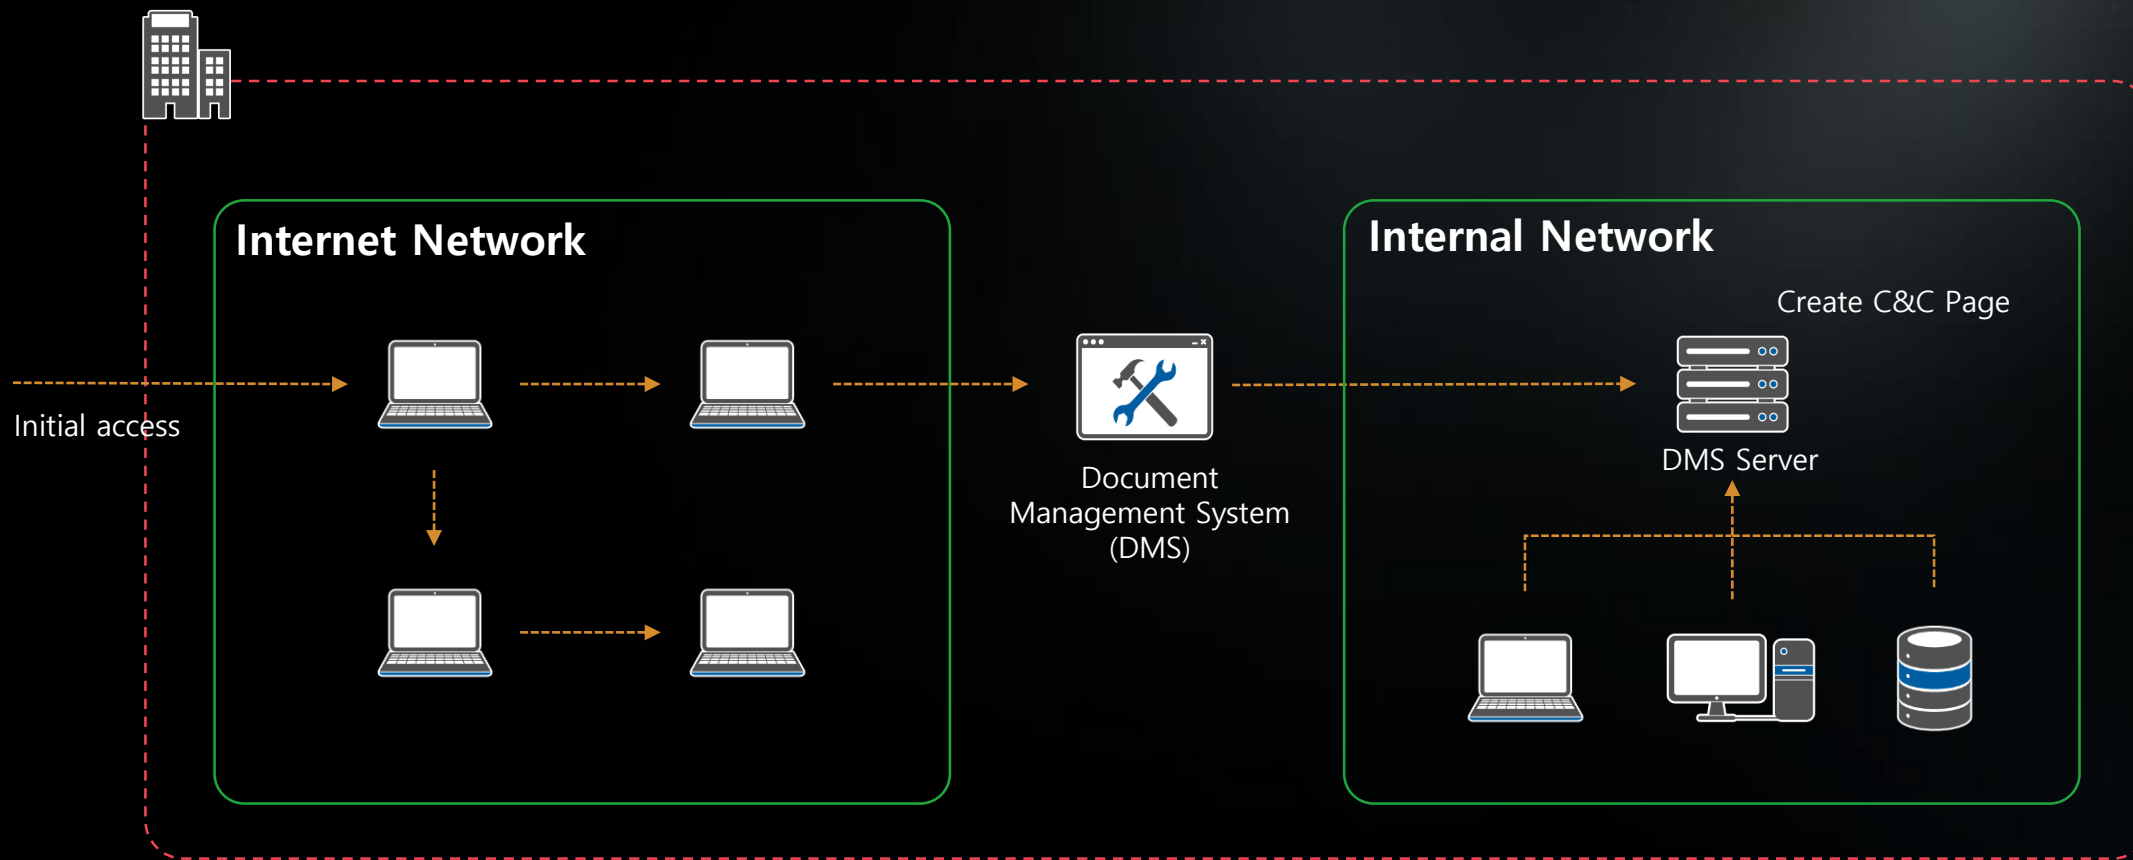 Internet Network
Internal Network
Create C&C Page
Initial access
DMS Server
Document
Management System
(DMS)